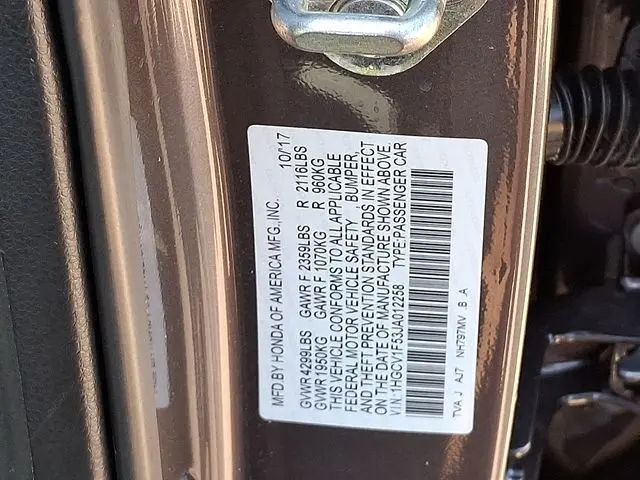 MFD BY HONDA OF AMERICA MFG.,INC. 10/17
GVWR 4299LBS GAWR F 2359LBS R 2116LBS
GVWR 1950KG GAWR F 1070KG R 960KG
THIS VEHICLE CONFORMS TO ALL APPLICABLE
FEDERAL MOTOR VEHICLE SAFETY BUMPER,
AND THEFT PREVENTION STANDARDS IN EFFECT
ON THE DATE OF MANUFACTURE SHOWN ABOVE.
V.I.N.:1HGCV1F53JA012258 TYPE:PASSENGER CAR
TVA J AJ7 NH797MV B A